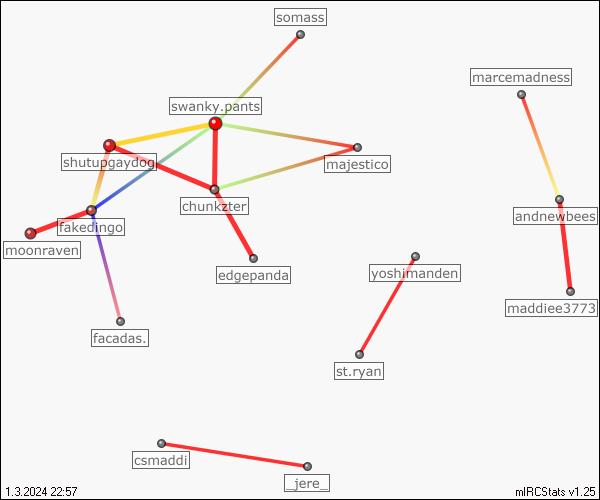 somass
marcemadness
swanky.pants
shutupgaydog
majestico
chunkzter
andnewbees
fakedingo
moonraven
edgepanda
yoshimanden
maddiee3773
facadas.
st.ryan
csmaddi
_jere_
1.3.2024 22:57
mIRCStats v1.25